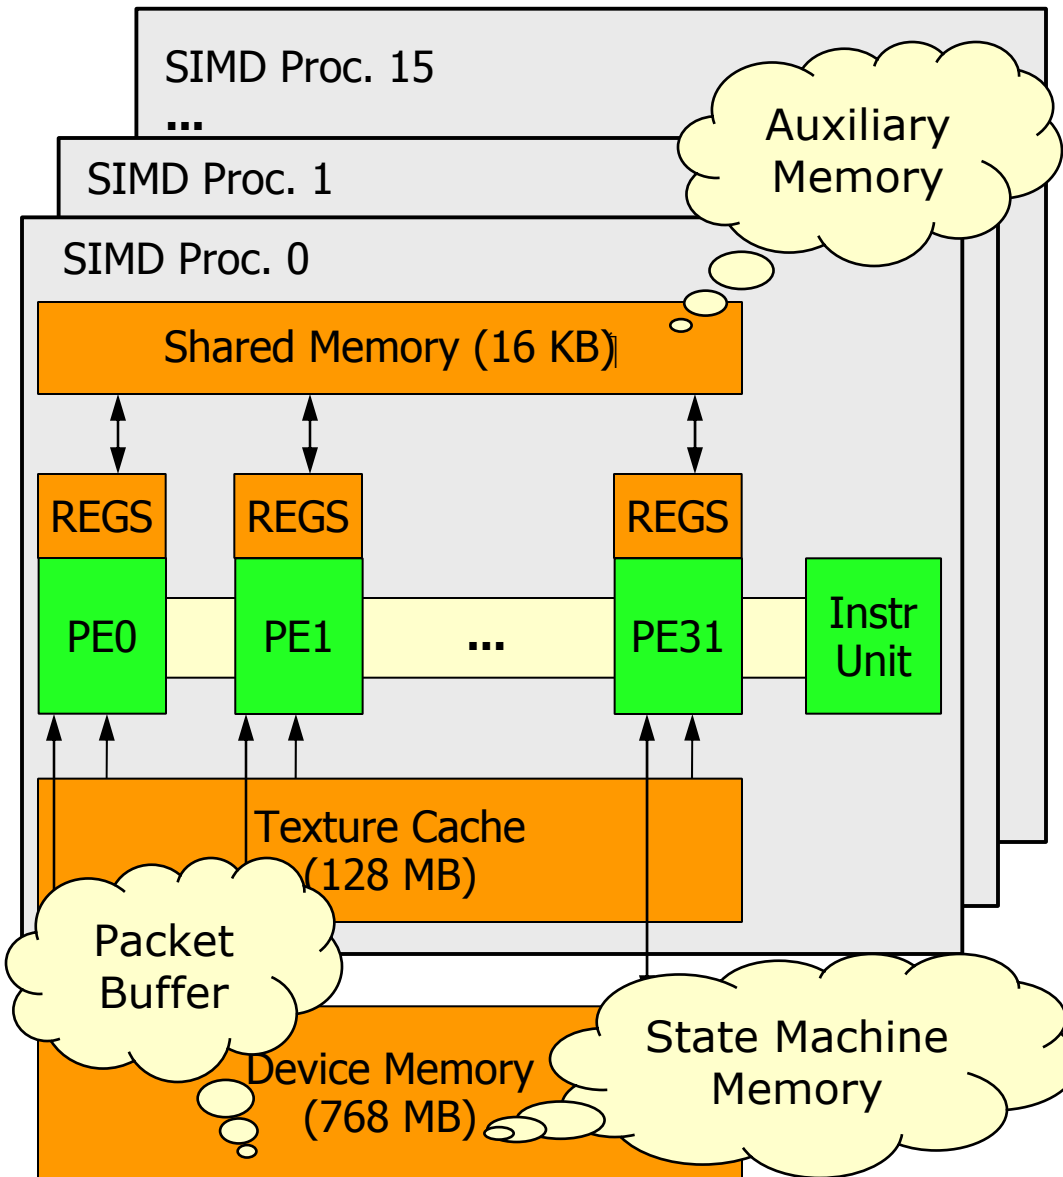 SIMD Proc. 15
...
Auxiliary
Memory
SIMD Proc. 1
SIMD Proc. 0
Shared Memory (16 KB)
REGS
REGS
REGS
PE0
PE1
...
PE31
Instr
Unit
Texture Cache
(128 MB)
Packet
Buffer
State Machine
Memory
Device Memory
(768 MB)